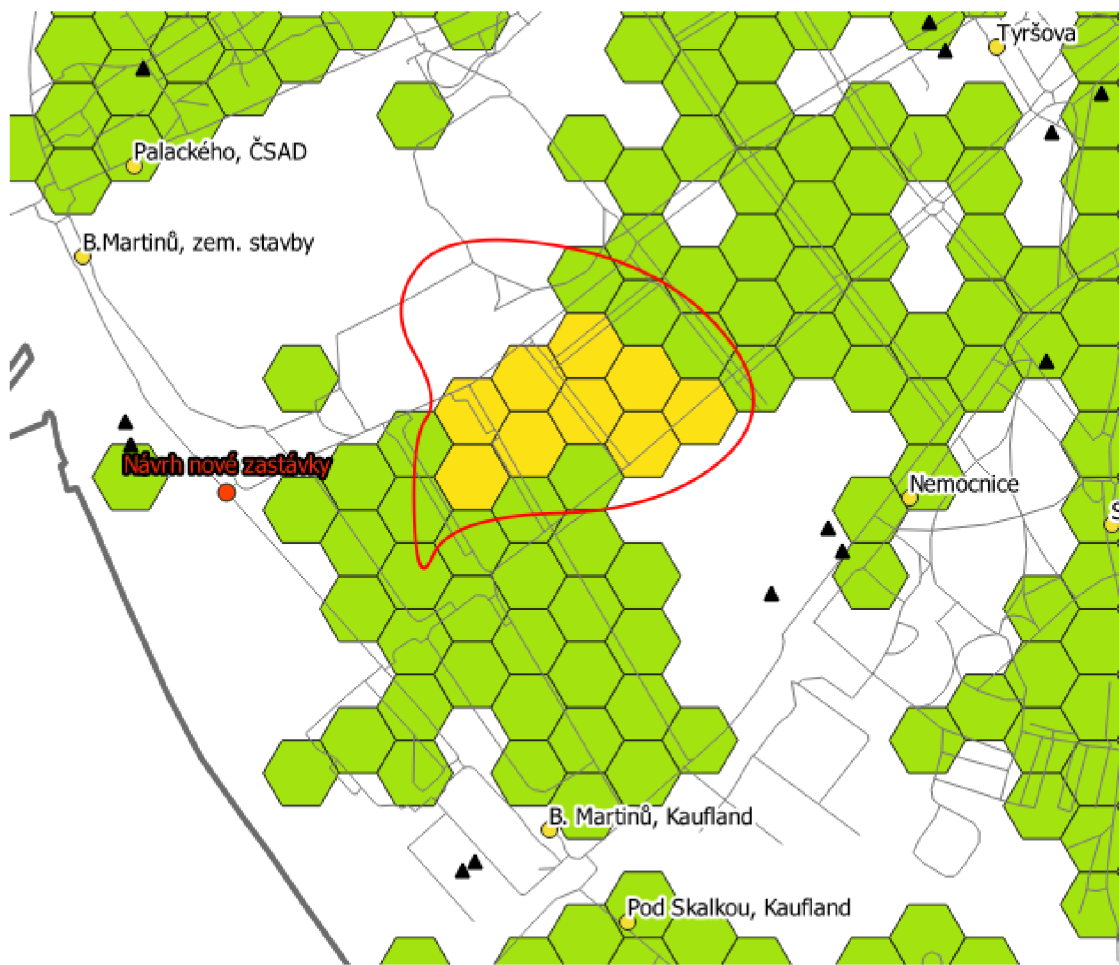 Tyršova
Palackého, ČSAD
B.Martinů, zem. stavby
Návrh nové zastávky
Nemocnice
Š
B. Martinů, Kaufland
Pod Skalkou, Kaufland